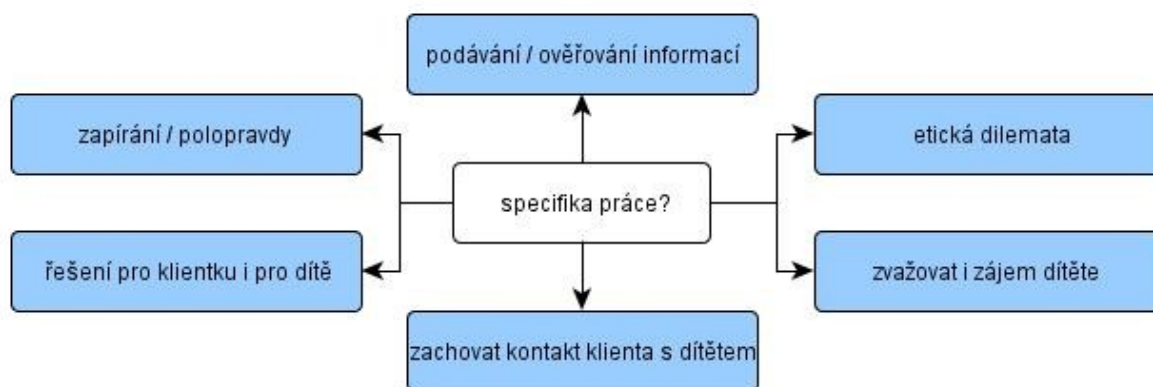 podávání / ověřování informací
zapírání / polopravdy
etická dilemata
specifika práce?
řešení pro klientku i pro dítě
zvažovat i zájem dítěte
zachovat kontakt klienta s dítětem